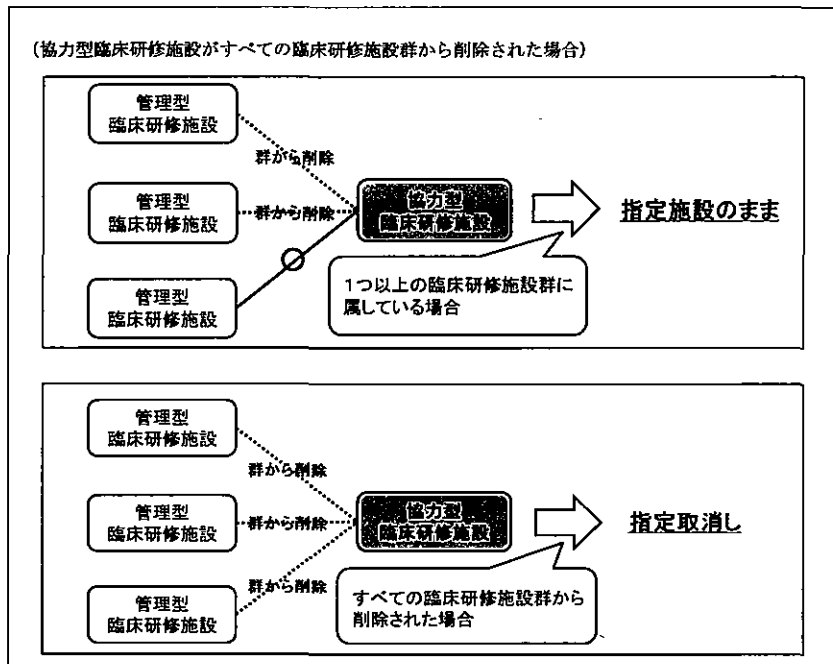 (協力型臨床研修施設がすべての臨床研修施設群から削除された場合)
管理型
臨床研修施設
群から削除
管理型
臨床研修施設
群から削除
協力型
臨床研修施設
指定施設のまま
管理型
臨床研修施設
1つ以上の臨床研修施設群に
属している場合
管理型
臨床研修施設
群から削除
管理型
臨床研修施設
群から削除
協力型
臨床研修施設
指定取消し
群から削除
管理型
臨床研修施設
すべての臨床研修施設群から
削除された場合